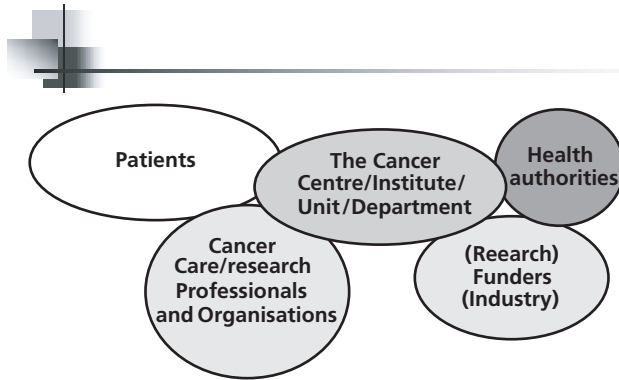 Patients
The Cancer
Centre/Institute/
Unit/Department
Health
authorities
Cancer
Care/research
Professionals
and Organisations
(Reearch)
Funders
(Industry)